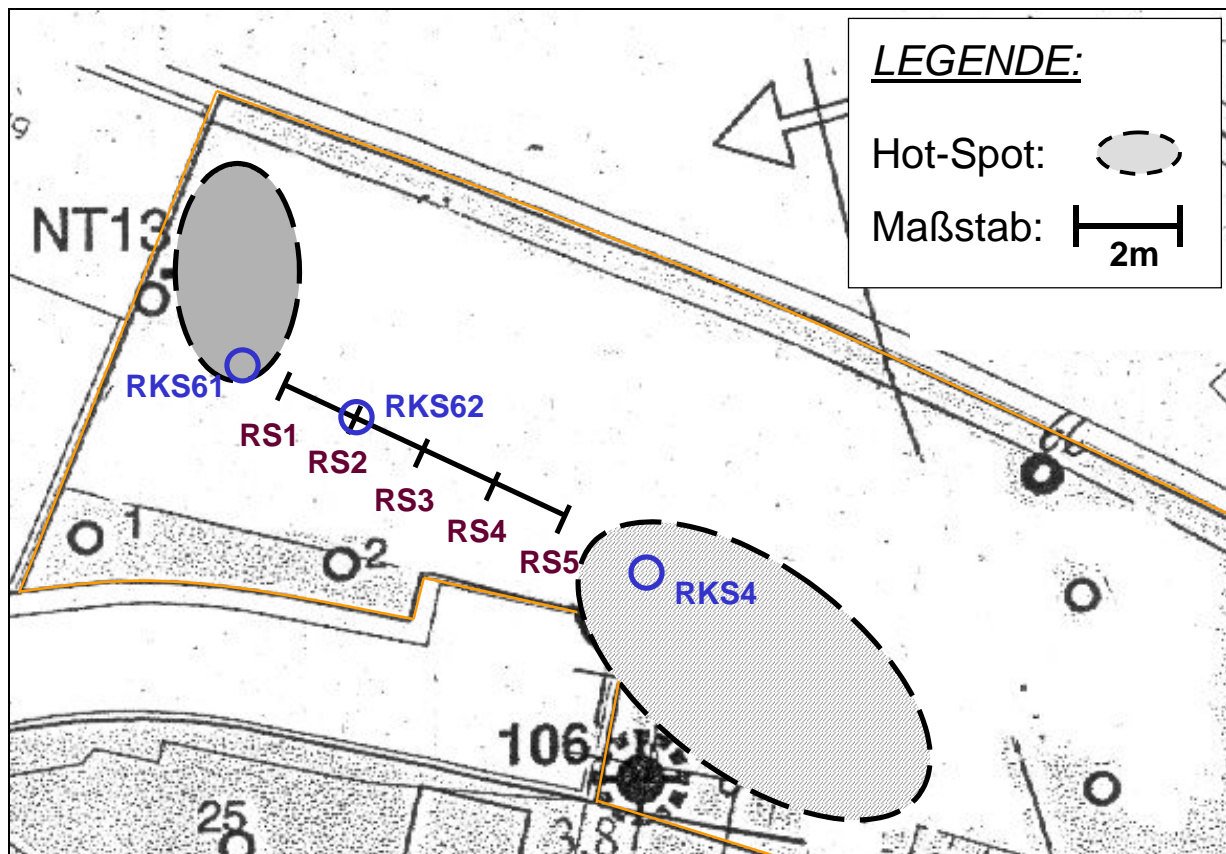 LEGENDE:
Hot-Spot:
Maßstab:
2m
g
NT13
RKS61
RKS62
RS1
RS2
RS3
RS4
RS5
RKS4
1
2
106
25
3,8